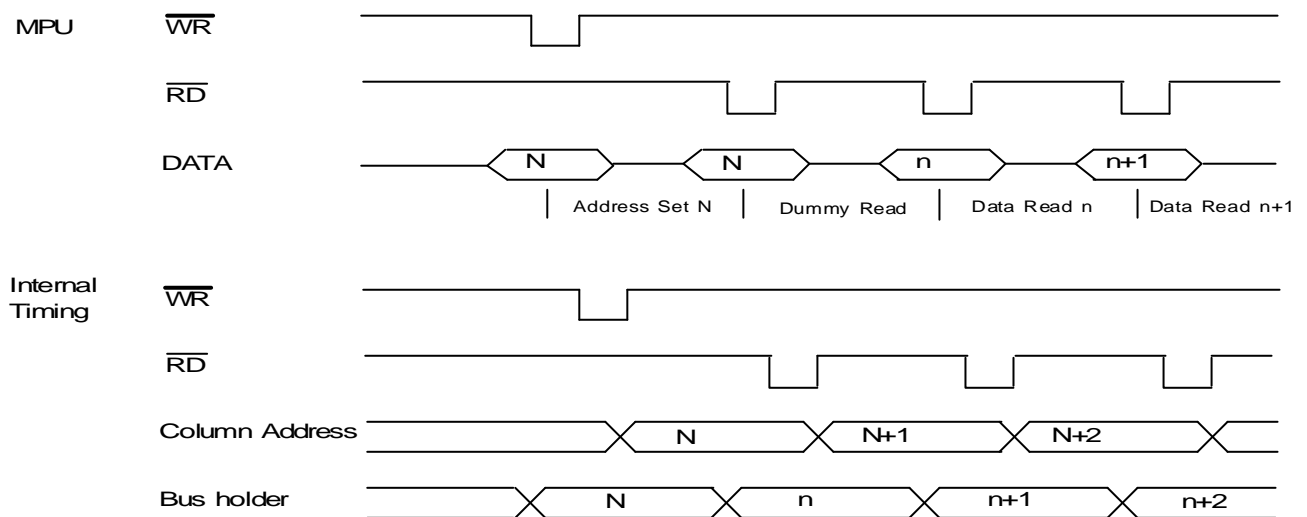 MPU WR
RD
DATA N N n n+1
Address Set N Dummy Read Data Read n Data Read n+1
Internal
Timing WR
RD
Column Address N N+1 N+2
Bus holder N n n+1 n+2